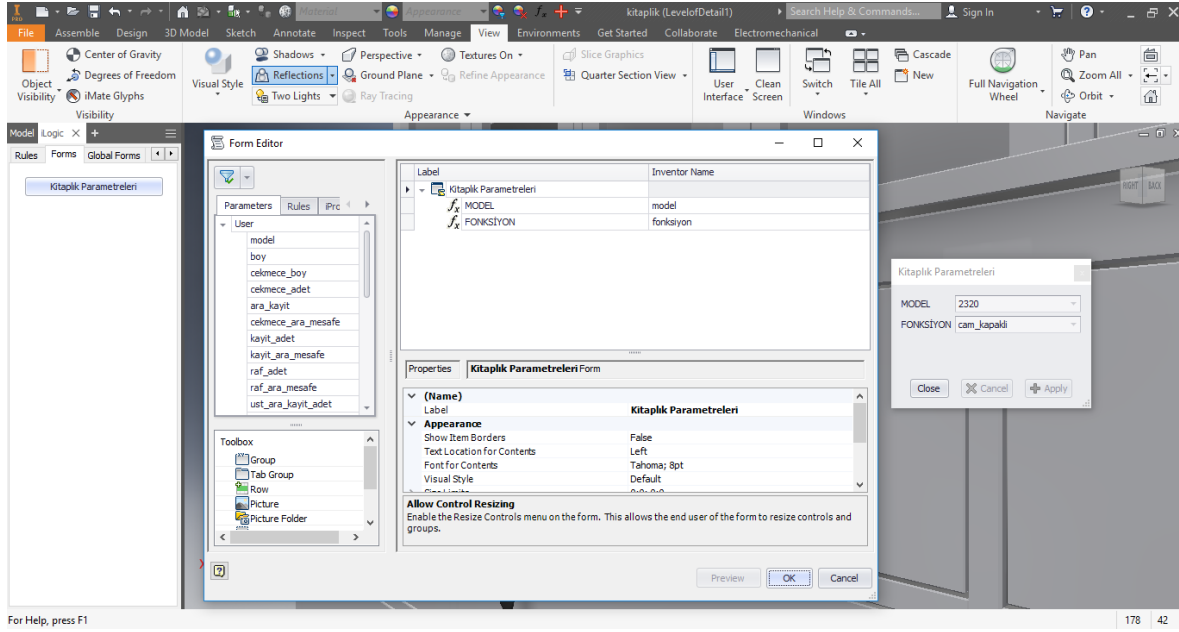 PRO
Material
Appearance
kitaplik (LevelofDetail1)
Search Help & Commands...
Sign In
File Assemble Design 3D Model Sketch Annotate Inspect Tools Manage View Environments Get Started Collaborate Electromechanical
Center of Gravity
Degrees of Freedom
iMate Glyphs
Object Visibility
Visibility
Visual Style
Shadows
Reflections
Two Lights
Perspective
Ground Plane
Ray Tracing
Textures On
Refine Appearance
Appearance
Slice Graphics
Quarter Section View
User Interface
Clean Screen
Switch
Tile All
Cascade
New
Windows
Full Navigation Wheel
Pan
Zoom All
Orbit
Navigate
Model iLogic × +
Rules Forms Global Forms
Kitaplık Parametreleri
Form Editor
Parameters Rules iPrc
User
model
boy
cekmece_boy
cekmece_adet
ara_kayit
cekmece_ara_mesafe
kayit_adet
kayit_ara_mesafe
raf_adet
raf_ara_mesafe
ust_ara_kayit_adet
Toolbox
Group
Tab Group
Row
Picture
Picture Folder
Label Inventor Name
Kitaplık Parametreleri
MODEL model
FONKSİYON fonksiyon
Properties Kitaplık Parametreleri Form
(Name)
Label Kitaplık Parametreleri
Appearance
Show Item Borders False
Text Location for Contents Left
Font for Contents Tahoma; 8pt
Visual Style Default
Allow Control Resizing
Enable the Resize Controls menu on the form. This allows the end user of the form to resize controls and
groups.
Preview OK Cancel
RIGHT BACK
Kitaplık Parametreleri
MODEL 2320
FONKSİYON cam_kapakli
Close Cancel Apply
For Help, press F1
178 42